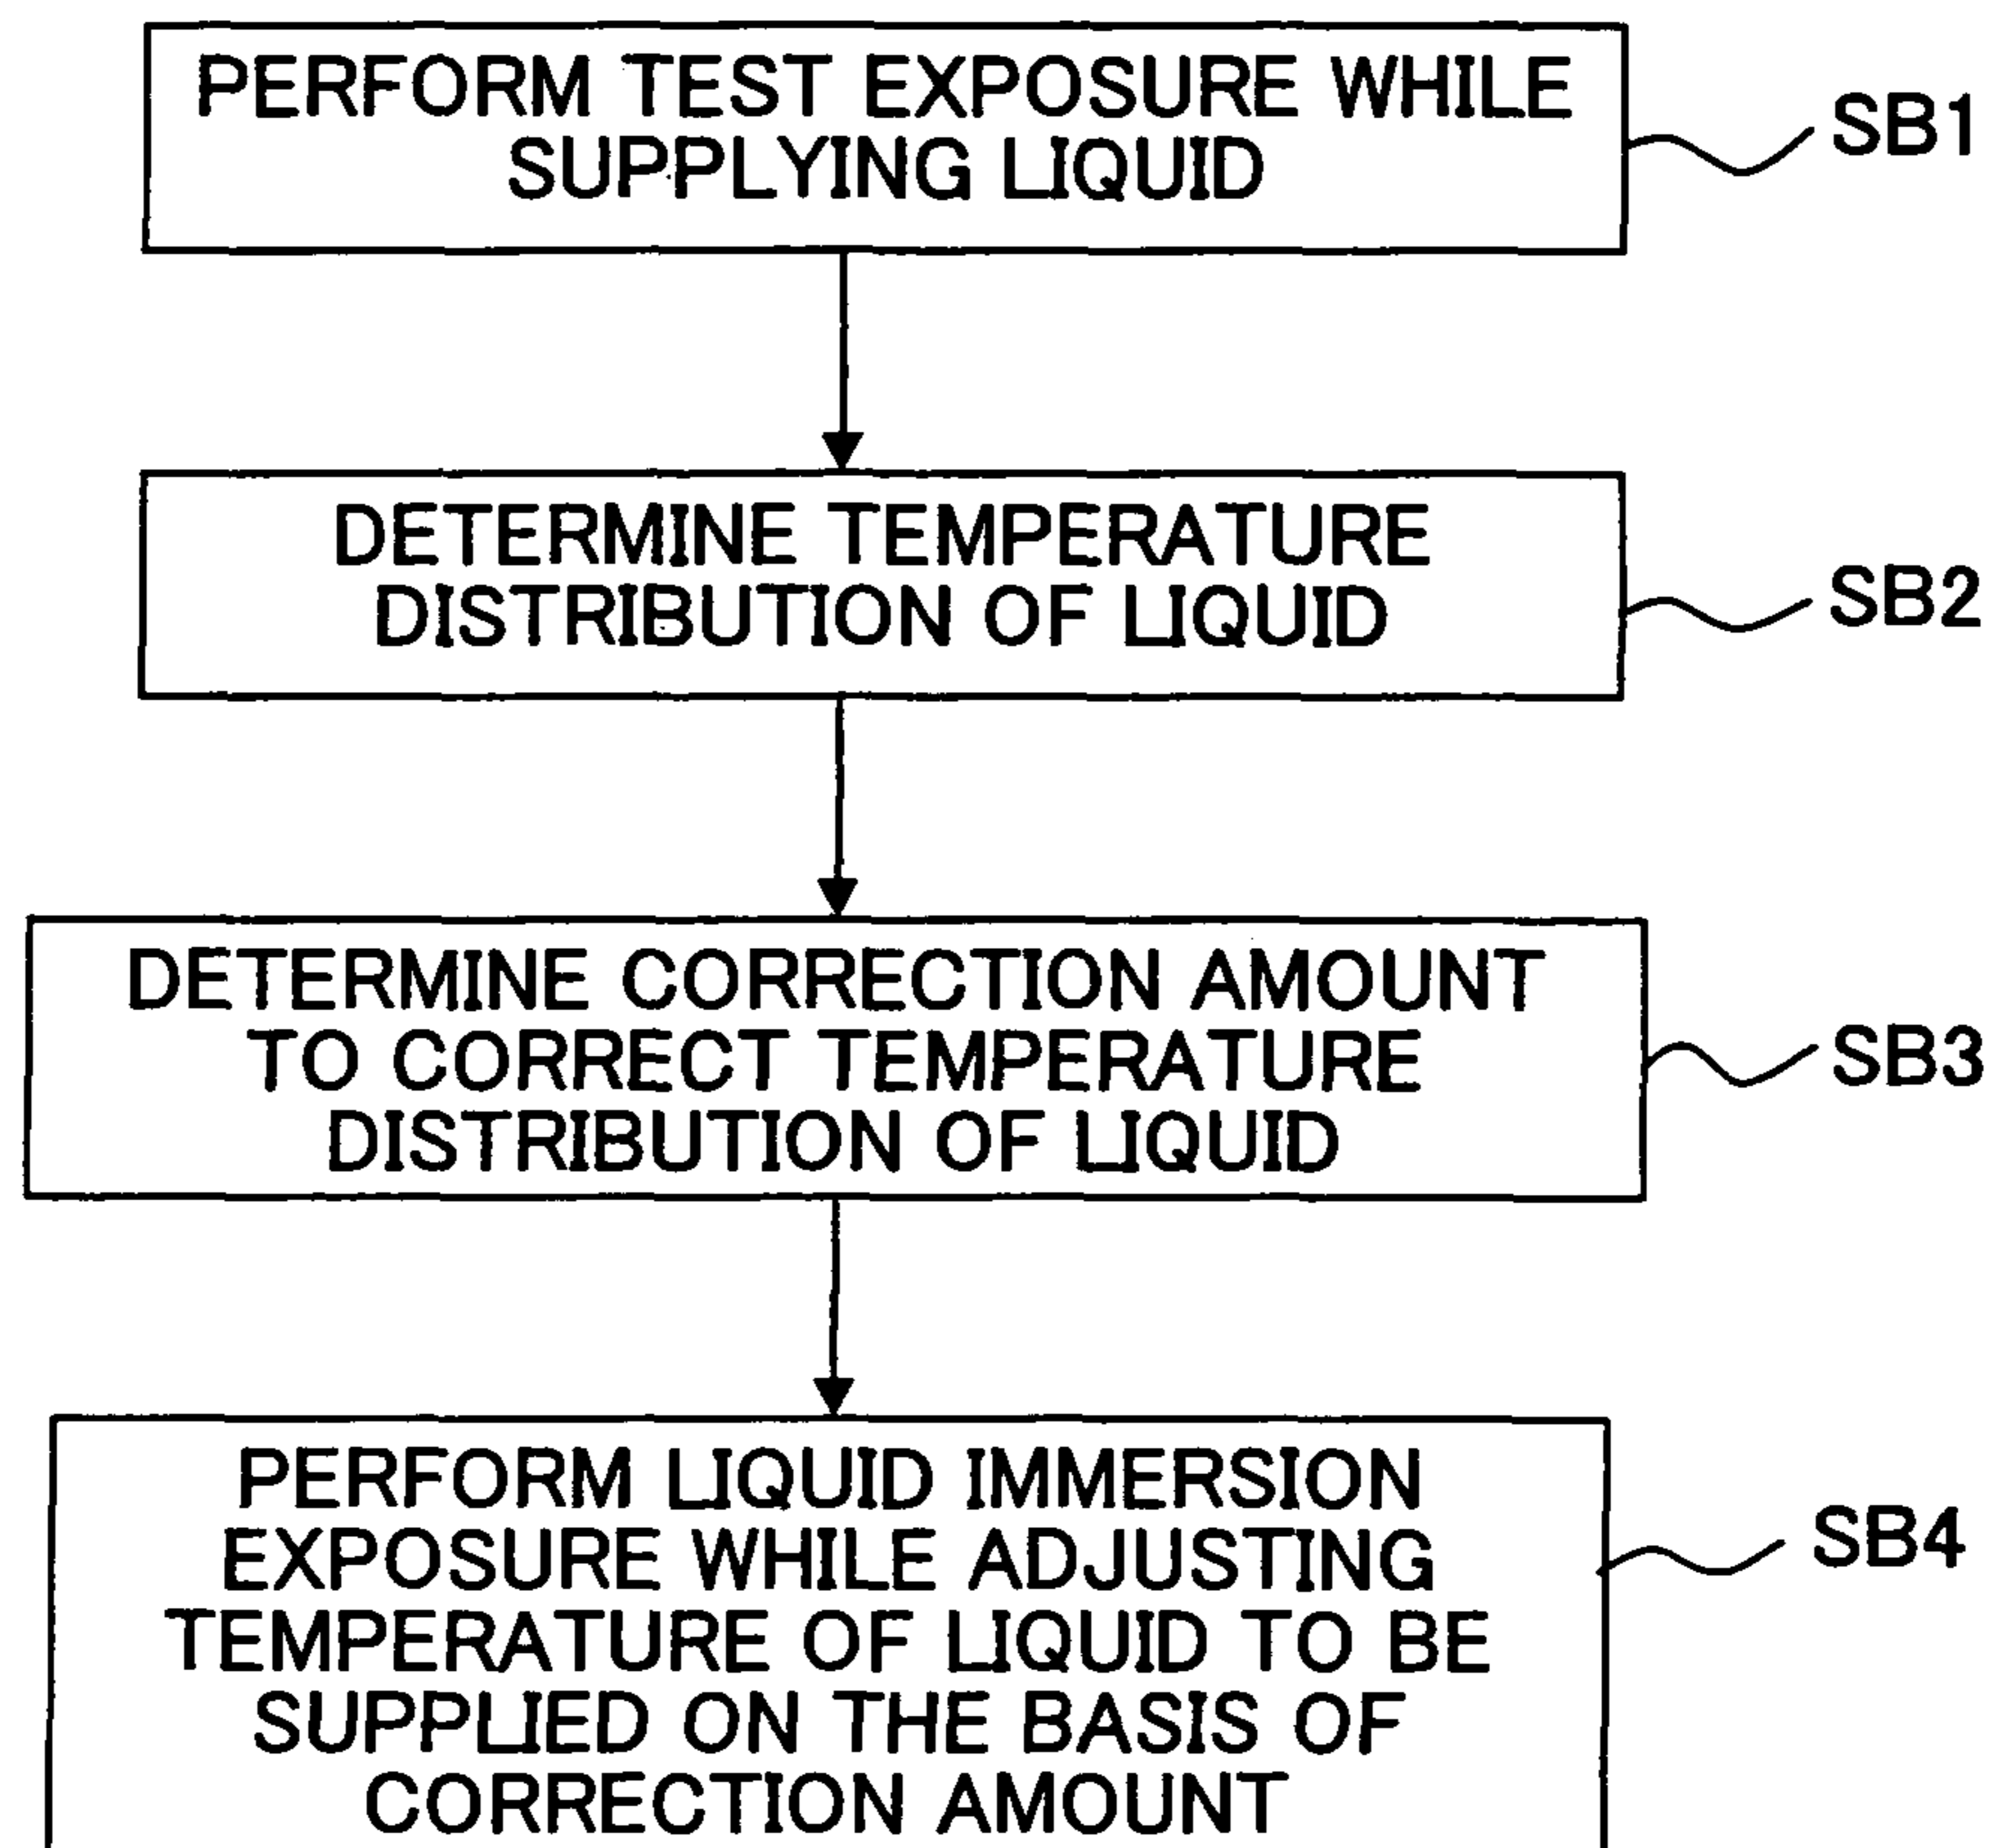 PERFORM TEST EXPOSURE WHILE
SUPPLYING LIQUID
SB1
DETERMINE TEMPERATURE
DISTRIBUTION OF LIQUID
SB2
DETERMINE CORRECTION AMOUNT
TO CORRECT TEMPERATURE
DISTRIBUTION OF LIQUID
SB3
PERFORM LIQUID IMMERSION
EXPOSURE WHILE ADJUSTING
TEMPERATURE OF LIQUID TO BE
SUPPLIED ON THE BASIS OF
CORRECTION AMOUNT
SB4